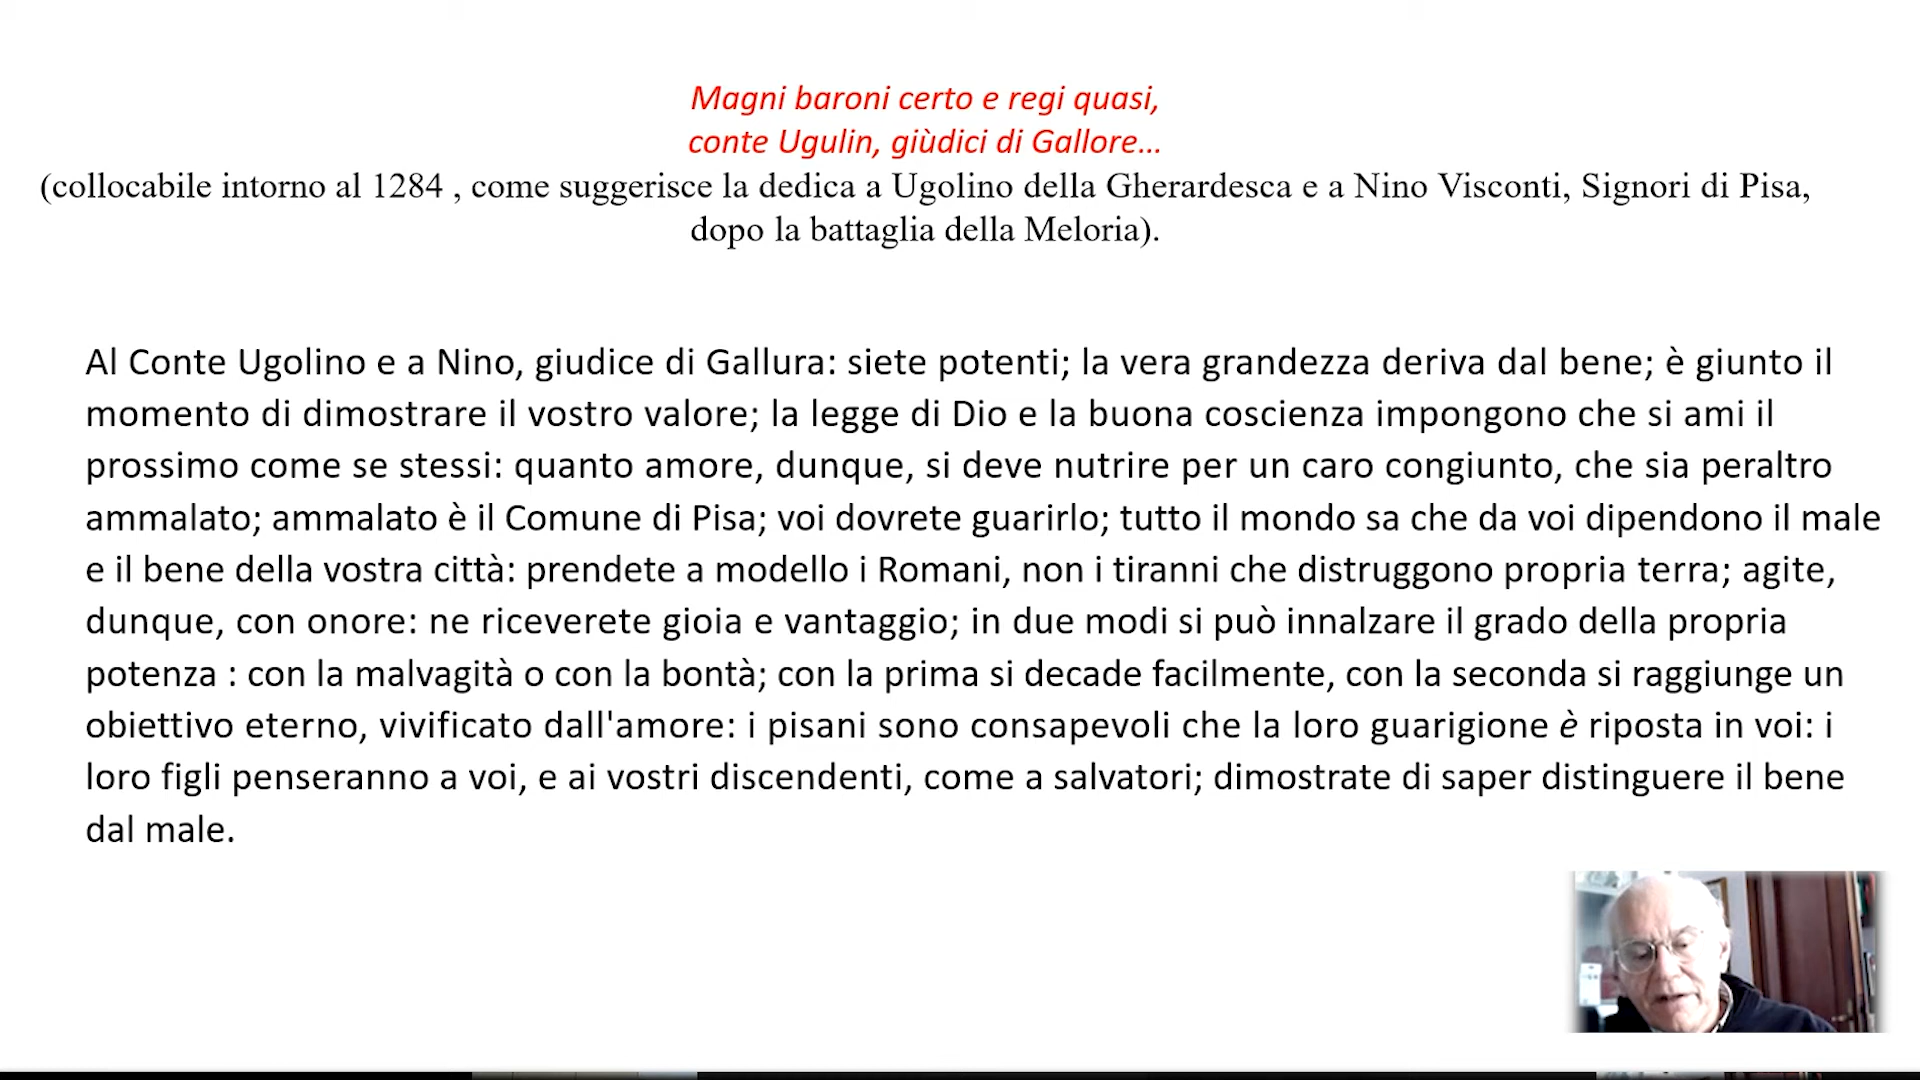 Magni baroni certo e regi quasi,
conte Ugulin, giùdici di Gallore...
(collocabile intorno al 1284 , come suggerisce la dedica a Ugolino della Gherardesca e a Nino Visconti, Signori di Pisa,
dopo la battaglia della Meloria).
Al Conte Ugolino e a Nino, giudice di Gallura: siete potenti; la vera grandezza deriva dal bene; è giunto il
momento di dimostrare il vostro valore; la legge di Dio e la buona coscienza impongono che si ami il
prossimo come se stessi: quanto amore, dunque, si deve nutrire per un caro congiunto, che sia peraltro
ammalato; ammalato è il Comune di Pisa; voi dovrete guarirlo; tutto il mondo sa che da voi dipendono il male
e il bene della vostra città: prendete a modello i Romani, non i tiranni che distruggono propria terra; agite,
dunque, con onore: ne riceverete gioia e vantaggio; in due modi si può innalzare il grado della propria
potenza : con la malvagità o con la bontà; con la prima si decade facilmente, con la seconda si raggiunge un
obiettivo eterno, vivificato dall'amore: i pisani sono consapevoli che la loro guarigione è riposta in voi: i
loro figli penseranno a voi, e ai vostri discendenti, come a salvatori; dimostrate di saper distinguere il bene
dal male.